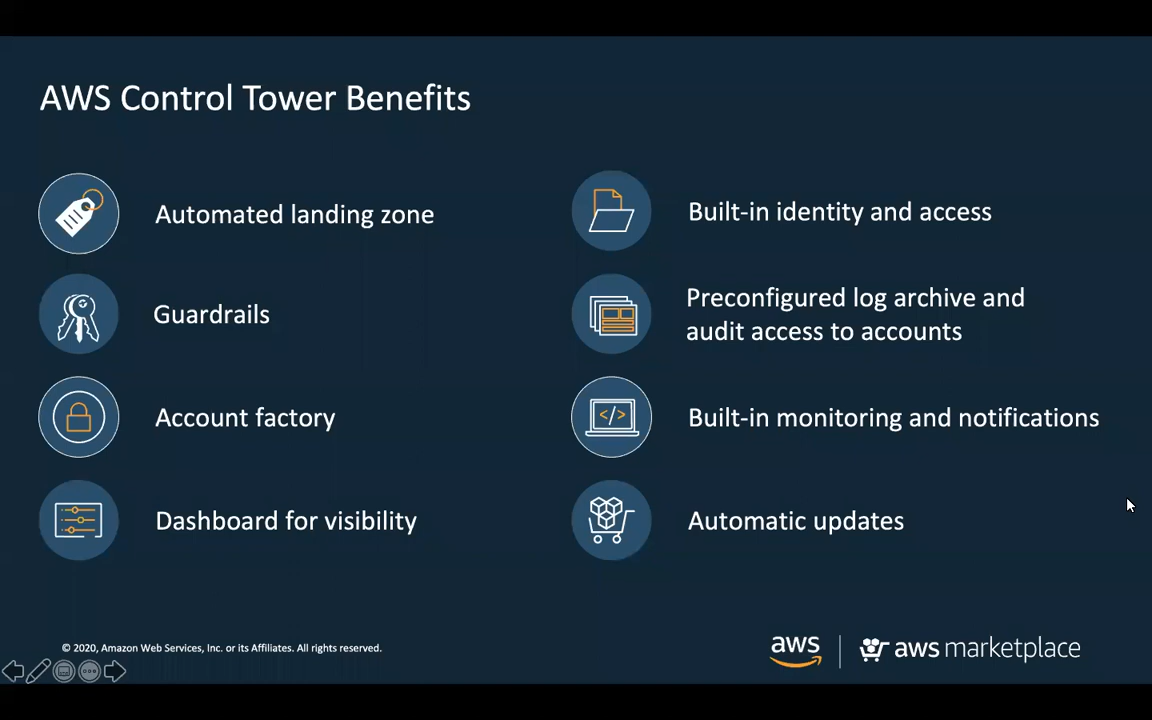 AWS Control Tower Benefits
Automated landing zone
Guardrails
Account factory
Dashboard for visibility
Built-in identity and access
Preconfigured log archive and
audit access to accounts
</>
Built-in monitoring and notifications
Automatic updates
© 2020, Amazon Web Services, Inc. or its Affiliates. All rights reserved.
aws
aws marketplace